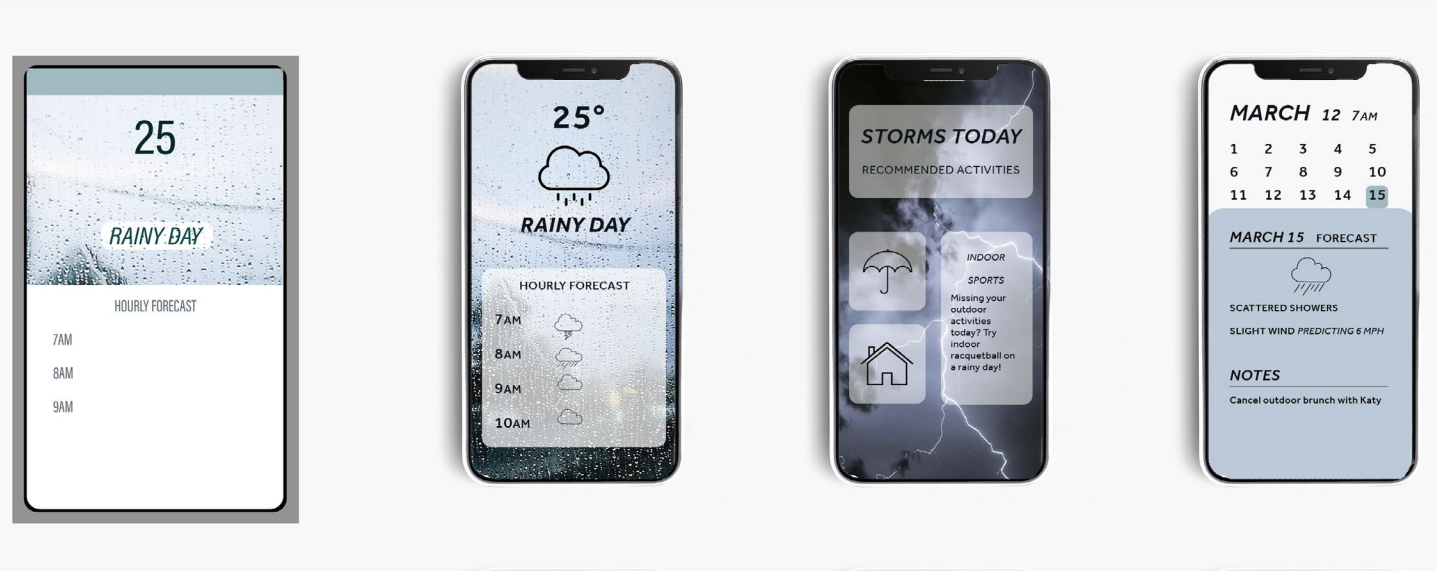 25
RAINY DAY
HOURLY FORECAST
7AM
8AM
9AM
25°
RAINY DAY
HOURLY FORECAST
7AM
8AM
9AM
10AM
STORMS TODAY
RECOMMENDED ACTIVITIES
INDOOR
SPORTS
Missing your
outdoor
activities
today? Try
indoor
racquetball on
a rainy day!
MARCH 12 7AM
1 2 3 4 5
6 7 8 9 10
11 12 13 14 15
MARCH 15 FORECAST
SCATTERED SHOWERS
SLIGHT WIND PREDICTING 6 MPH
NOTES
Cancel outdoor brunch with Katy